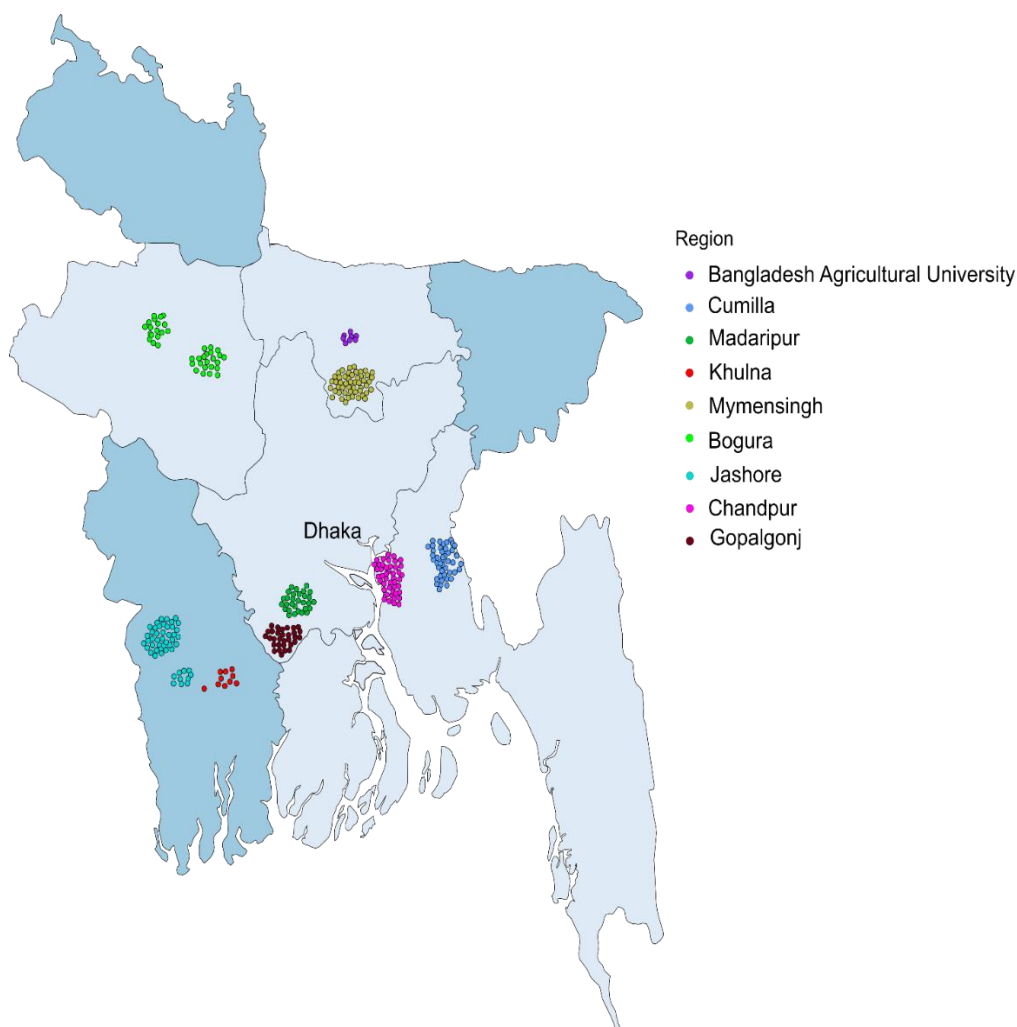 Region
Bangladesh Agricultural University
Cumilla
Madaripur
Khulna
Mymensingh
Bogura
Jashore
Chandpur
Gopalgonj
Dhaka